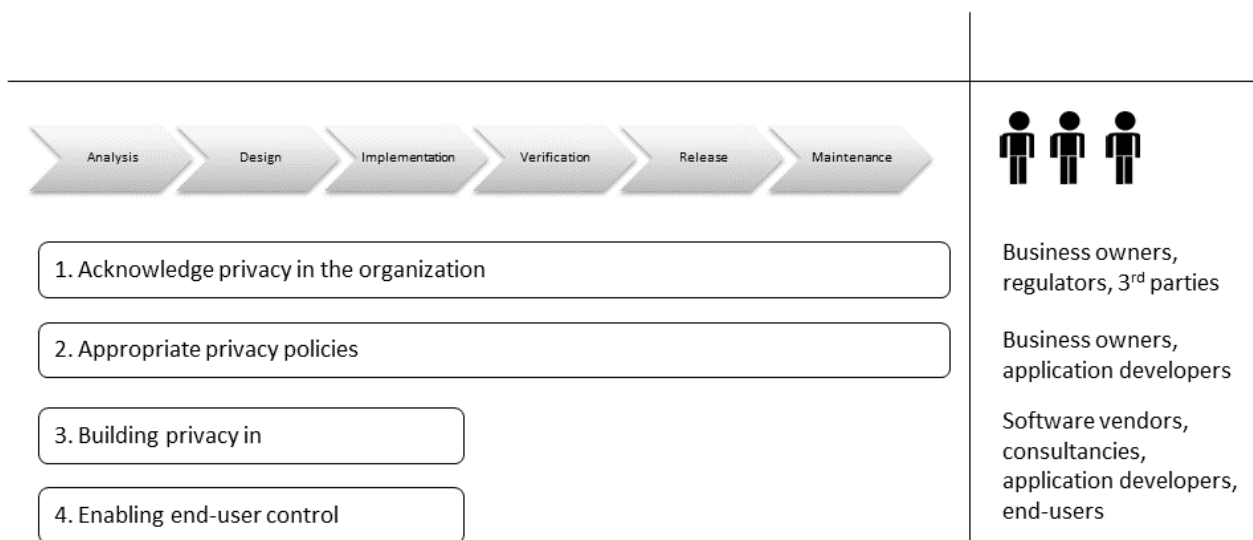 Analysis
Design
Implementation
Verification
Release
Maintenance
1. Acknowledge privacy in the organization
Business owners,
regulators, 3rd parties
2. Appropriate privacy policies
Business owners,
application developers
3. Building privacy in
Software vendors,
consultancies,
application developers,
end-users
4. Enabling end-user control